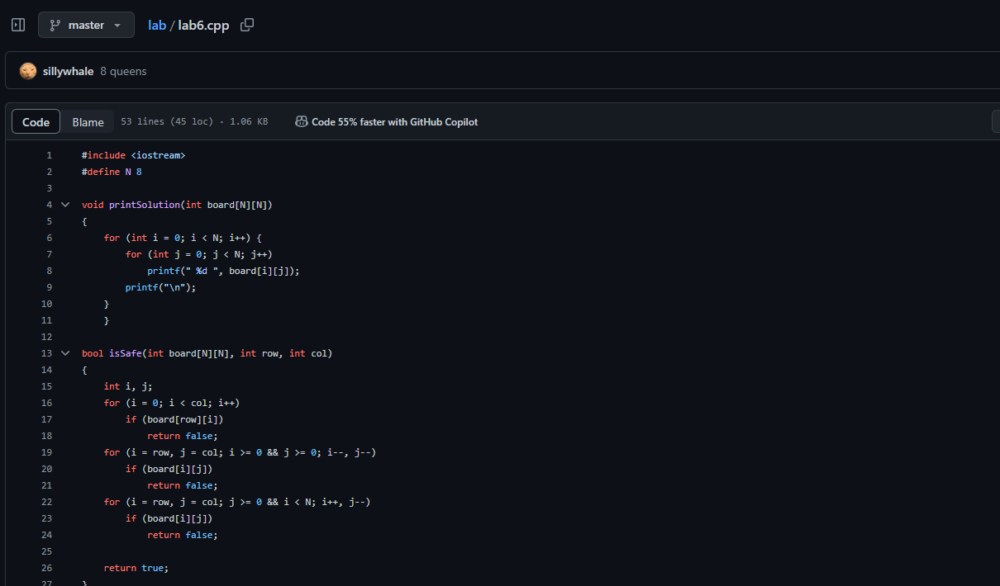 master lab / lab6.cpp
sillywhale 8 queens
Code Blame 53 lines (45 loc) · 1.06 KB Code 55% faster with GitHub Copilot
1 #include <iostream>
2 #define N 8
3
4 void printSolution(int board[N][N])
5 {
6     for (int i = 0; i < N; i++) {
7         for (int j = 0; j < N; j++)
8             printf(" %d ", board[i][j]);
9         printf("\n");
10     }
11     }
12
13 bool isSafe(int board[N][N], int row, int col)
14 {
15     int i, j;
16     for (i = 0; i < col; i++)
17         if (board[row][i])
18             return false;
19     for (i = row, j = col; i >= 0 && j >= 0; i--, j--)
20         if (board[i][j])
21             return false;
22     for (i = row, j = col; j >= 0 && i < N; i++, j--)
23         if (board[i][j])
24             return false;
25
26     return true;
27 }